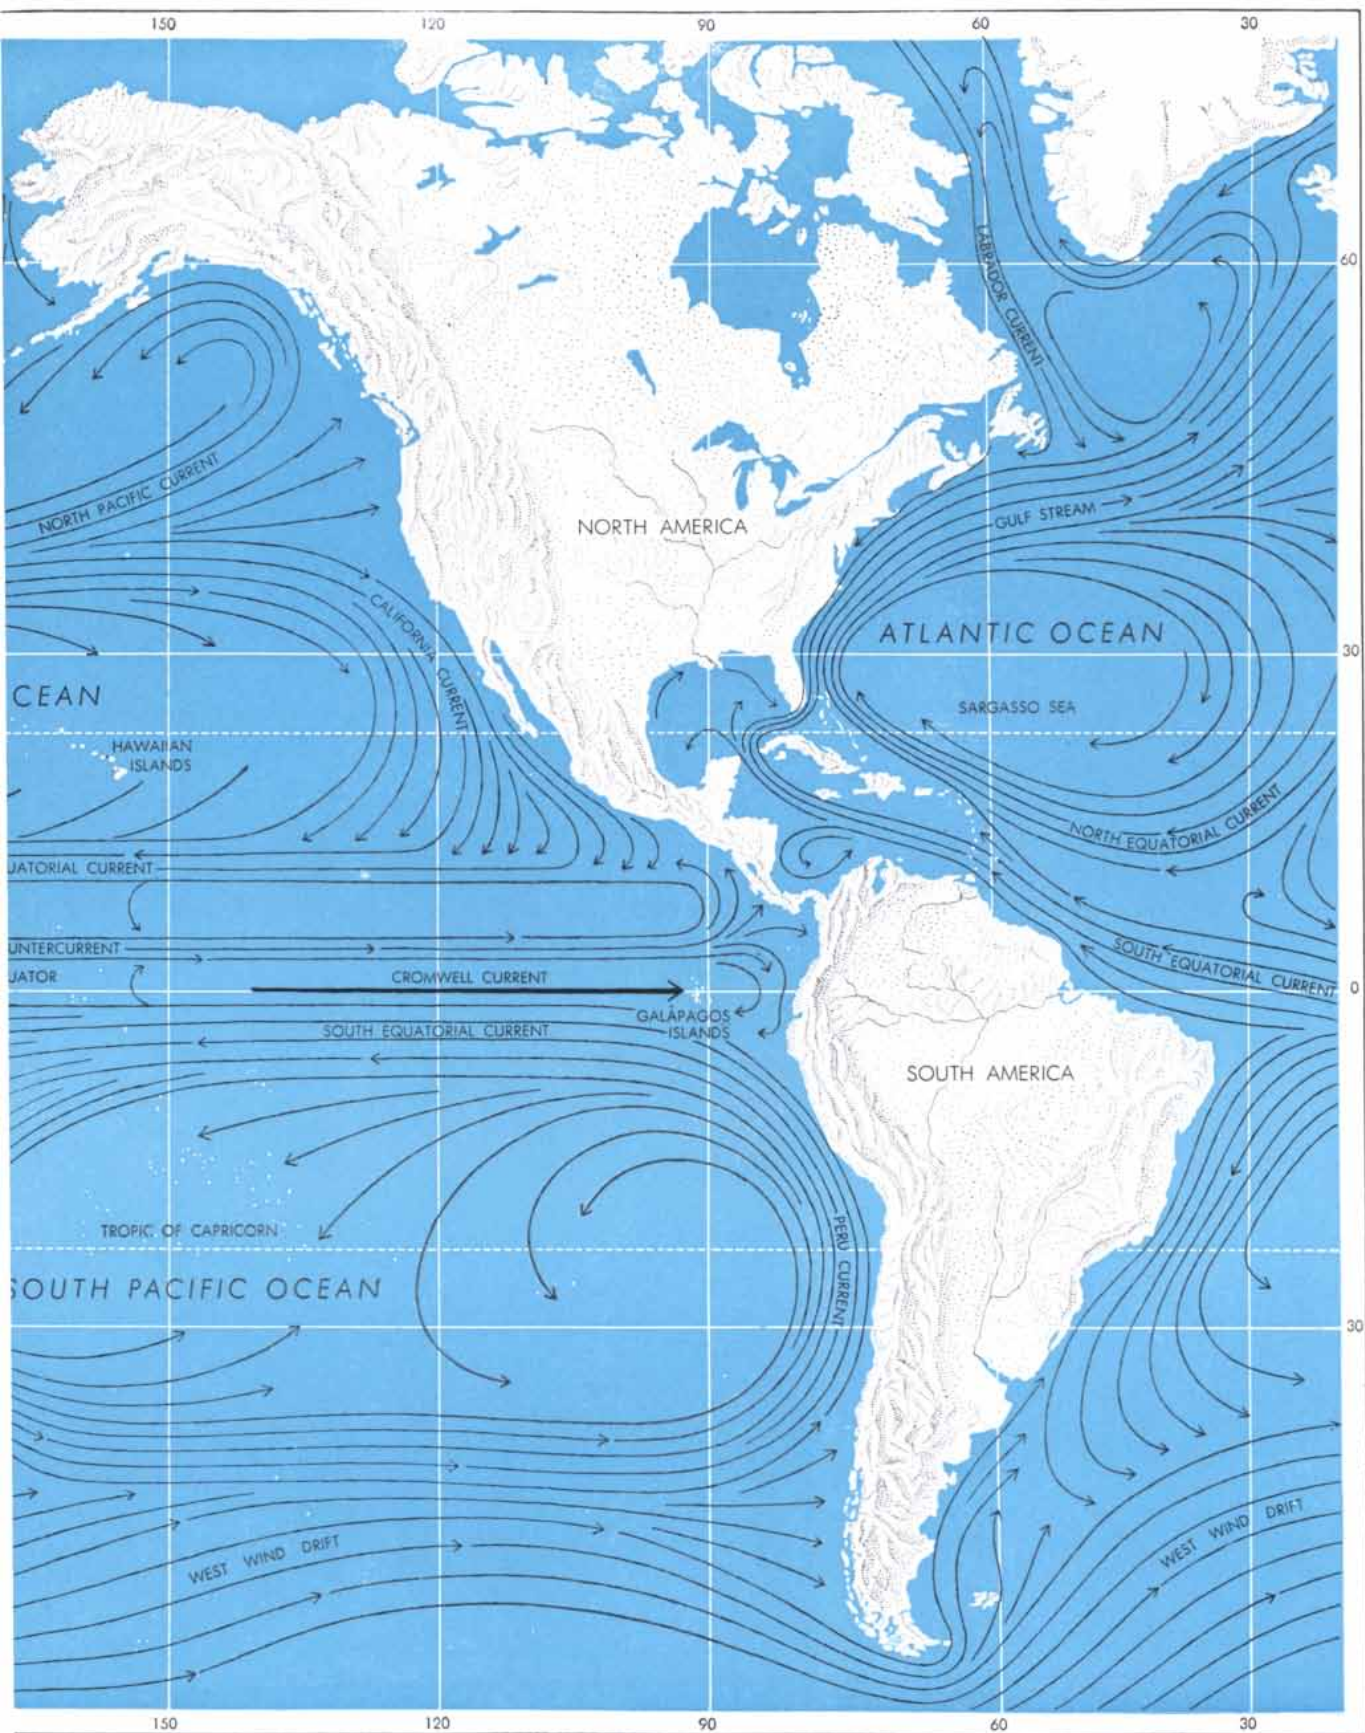 150 120 90 60 30
60
LABRADOR CURRENT
NORTH PACIFIC CURRENT
NORTH AMERICA
GULF STREAM
CALIFORNIA CURRENT
ATLANTIC OCEAN
30
CEAN
SARGASSO SEA
HAWAIIAN
ISLANDS
NORTH EQUATORIAL CURRENT
UATORIAL CURRENT
UNTERCURRENT
SOUTH EQUATORIAL CURRENT
UATOR
CROMWELL CURRENT
0
GALÁPAGOS
ISLANDS
SOUTH EQUATORIAL CURRENT
SOUTH AMERICA
TROPIC OF CAPRICORN
PERU CURRENT
SOUTH PACIFIC OCEAN
30
WEST WIND DRIFT
WEST WIND DRIFT
150 120 90 60 30